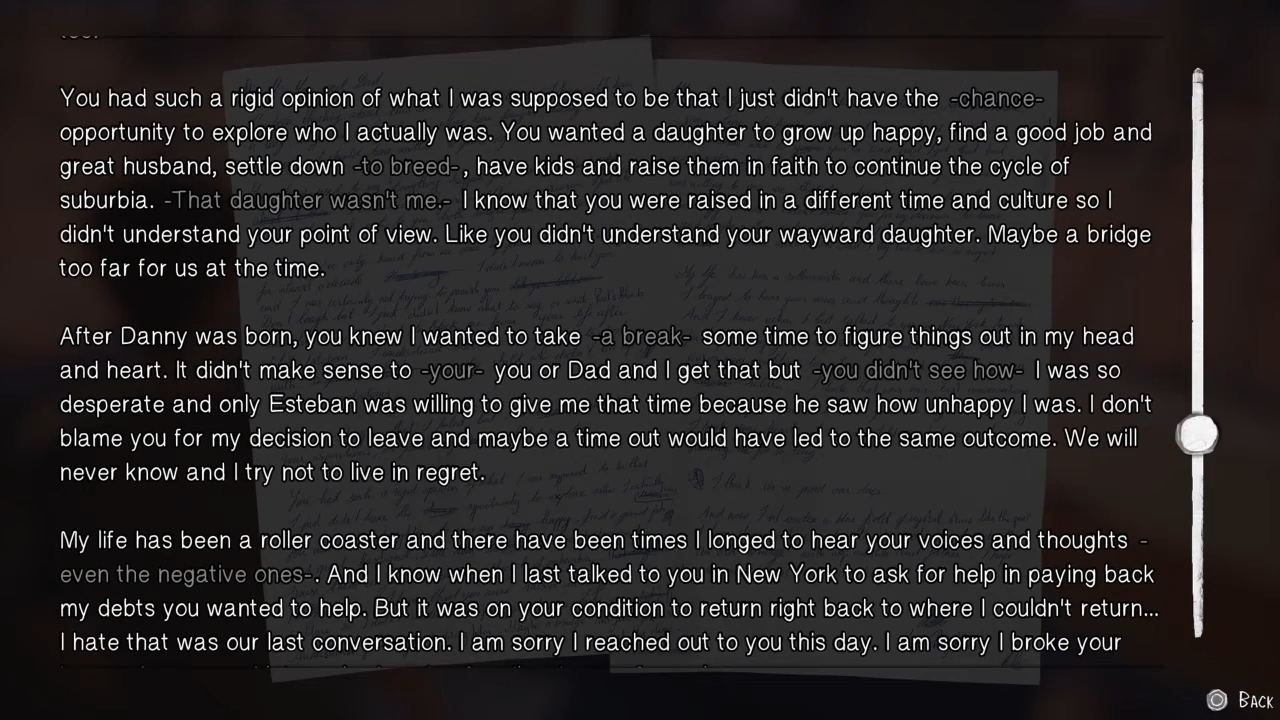 You had such a rigid opinion of what I was supposed to be that I just didn't have the -chance-
opportunity to explore who I actually was. You wanted a daughter to grow up happy, find a good job and
great husband, settle down -to breed-, have kids and raise them in faith to continue the cycle of
suburbia. -That daughter wasn't me.- I know that you were raised in a different time and culture so I
didn't understand your point of view. Like you didn't understand your wayward daughter. Maybe a bridge
too far for us at the time.
After Danny was born, you knew I wanted to take -a break- some time to figure things out in my head
and heart. It didn't make sense to -your- you or Dad and I get that but -you didn't see how- I was so
desperate and only Esteban was willing to give me that time because he saw how unhappy I was. I don't
blame you for my decision to leave and maybe a time out would have led to the same outcome. We will
never know and I try not to live in regret.
My life has been a roller coaster and there have been times I longed to hear your voices and thoughts -
even the negative ones-. And I know when I last talked to you in New York to ask for help in paying back
my debts you wanted to help. But it was on your condition to return right back to where I couldn't return...
I hate that was our last conversation. I am sorry I reached out to you this day. I am sorry I broke your
Back